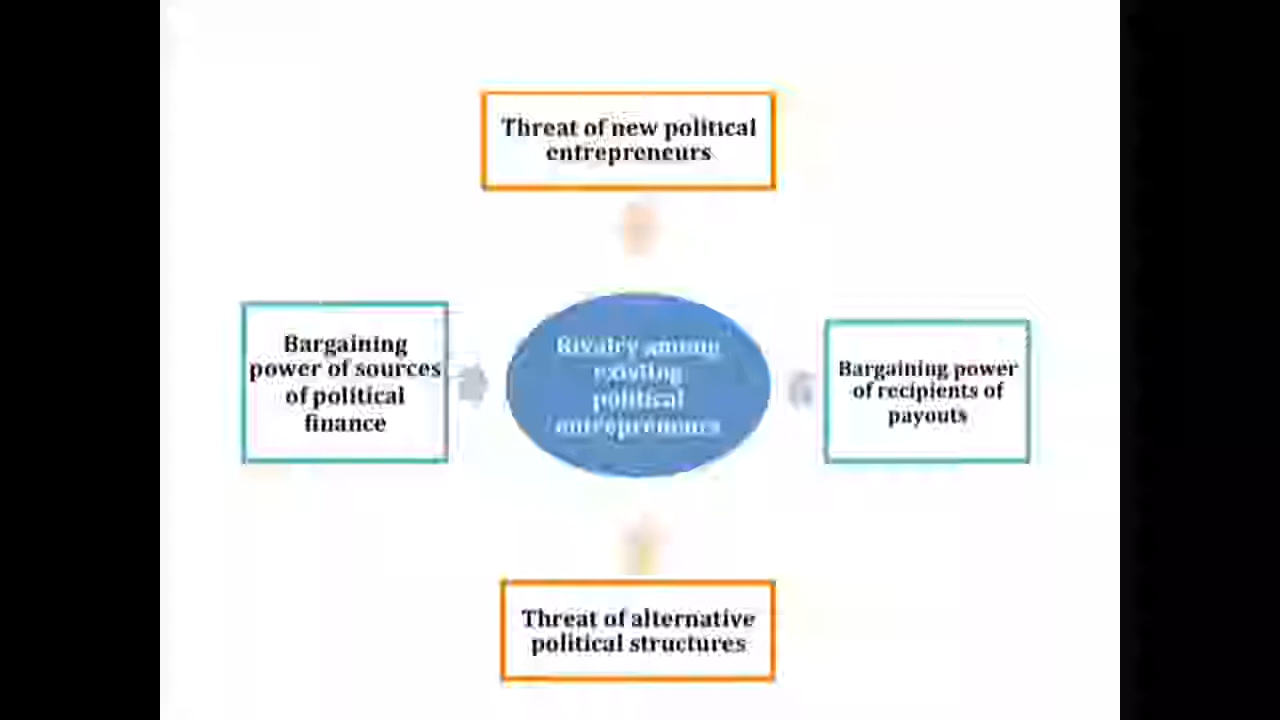 Threat of new political
entrepreneurs
Bargaining
power of sources
of political
finance
Rivalry among
existing
political
entrepreneurs
Bargaining power
of recipients of
payouts
Threat of alternative
political structures